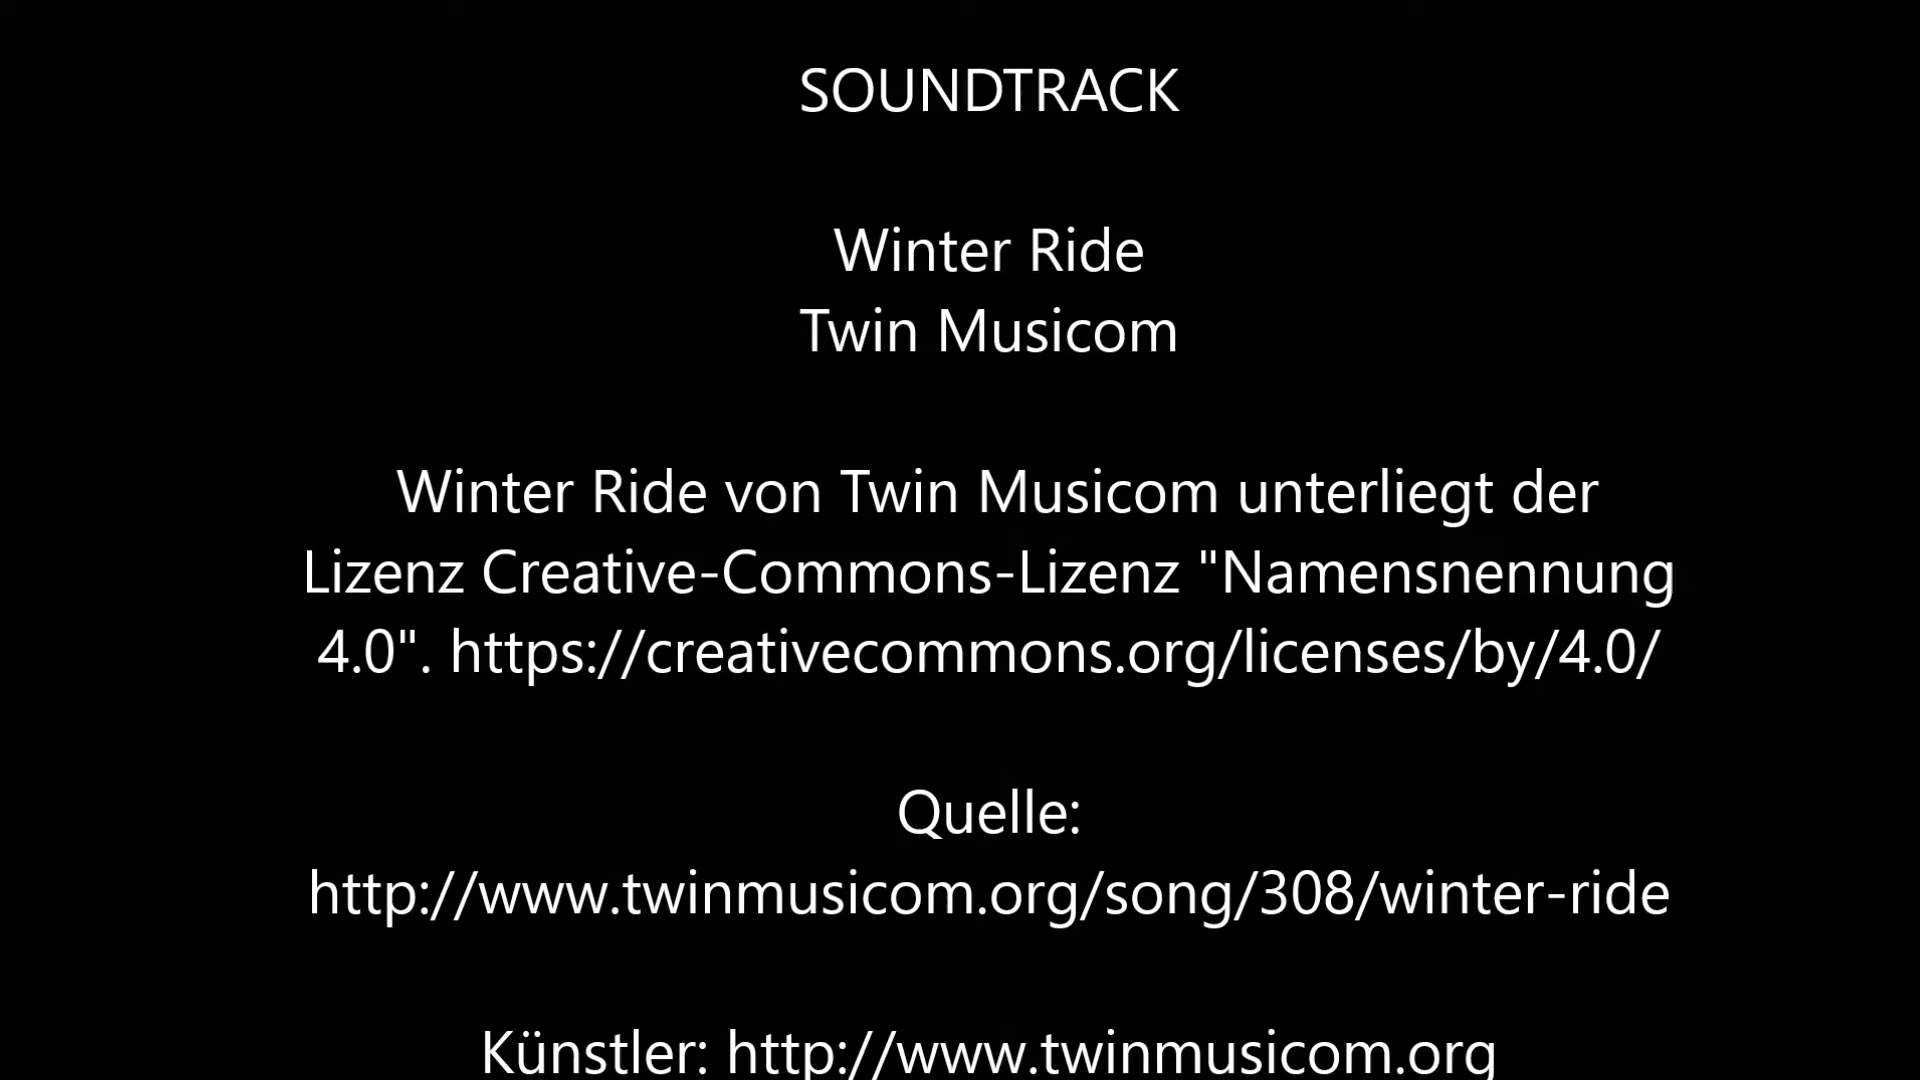 SOUNDTRACK
Winter Ride
Twin Musicom
Winter Ride von Twin Musicom unterliegt der
Lizenz Creative-Commons-Lizenz "Namensnennung
4.0". https://creativecommons.org/licenses/by/4.0/
Quelle:
http://www.twinmusicom.org/song/308/winter-ride
Künstler: http://www.twinmusicom.org